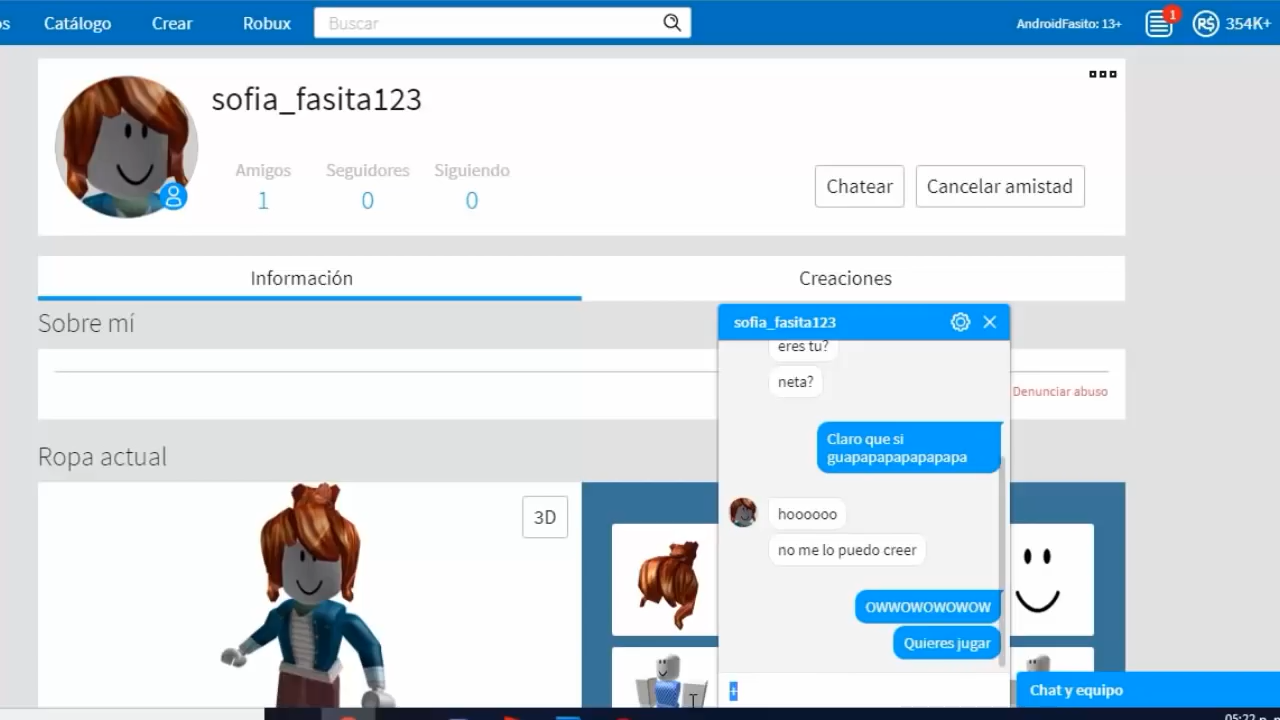 os Catálogo Crear Robux Buscar AndroidFasito: 13+ 1 R$ 354K+
sofia_fasita123
Amigos Seguidores Siguiendo
1 0 0
Chatear Cancelar amistad
Información Creaciones
Sobre mí
Denunciar abuso
Ropa actual
3D
sofia_fasita123
eres tu?
neta?
Claro que si
guapapapapapapapa
hoooooo
no me lo puedo creer
OWWOWOWOWOW
Quieres jugar
+
Chat y equipo